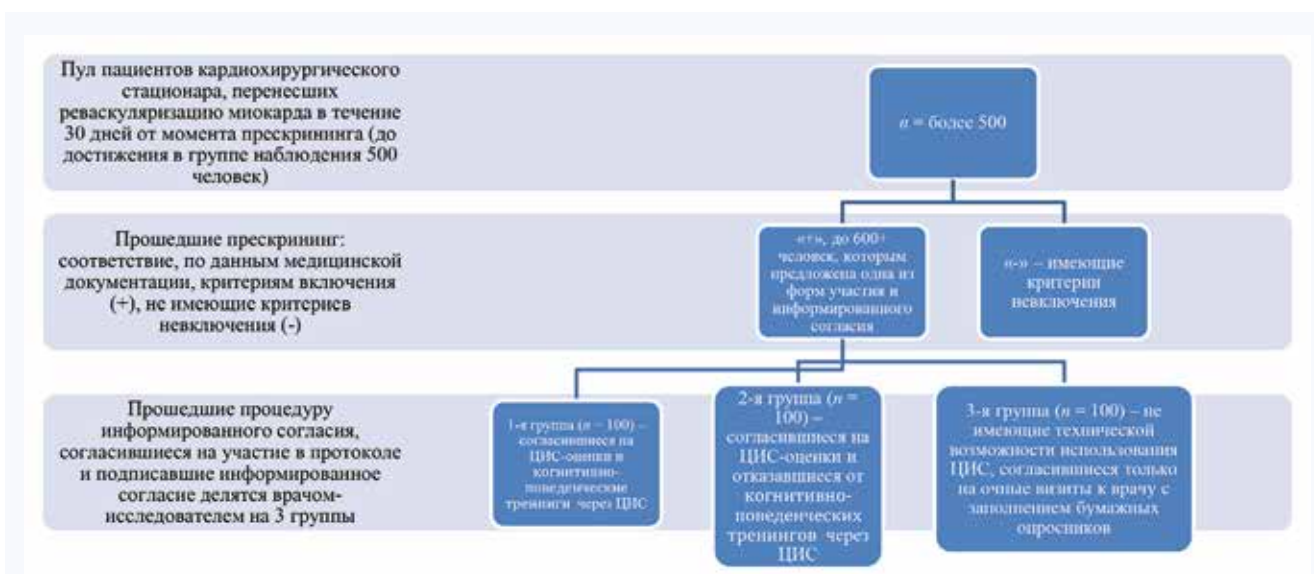 Пул пациентов кардиохирургического
стационара, перенесших
реваскуляризацию миокарда в течение
30 дней от момента прескрининга (до
достижения в группе наблюдения 500
человек)
n = более 500
Прошедшие прескрининг:
соответствие, по данным медицинской
документации, критериям включения
(+), не имеющие критериев
невключения (-)
«+», до 600+
человек, которым
предложена одна из
форм участия и
информированного
согласия
«-» – имеющие
критерии
невключения
Прошедшие процедуру
информированного согласия,
согласившиеся на участие в протоколе
и подписавшие информированное
согласие делятся врачом-
исследователем на 3 группы
1-я группа (n = 100) –
согласившиеся на
ЦИС-оценки и
когнитивно-
поведенческие
тренинги через ЦИС
2-я группа (n =
100) –
согласившиеся на
ЦИС-оценки и
отказавшиеся от
когнитивно-
поведенческих
тренингов через
ЦИС
3-я группа (n = 100) – не
имеющие технической
возможности использования
ЦИС, согласившиеся только
на очные визиты к врачу с
заполнением бумажных
опросников